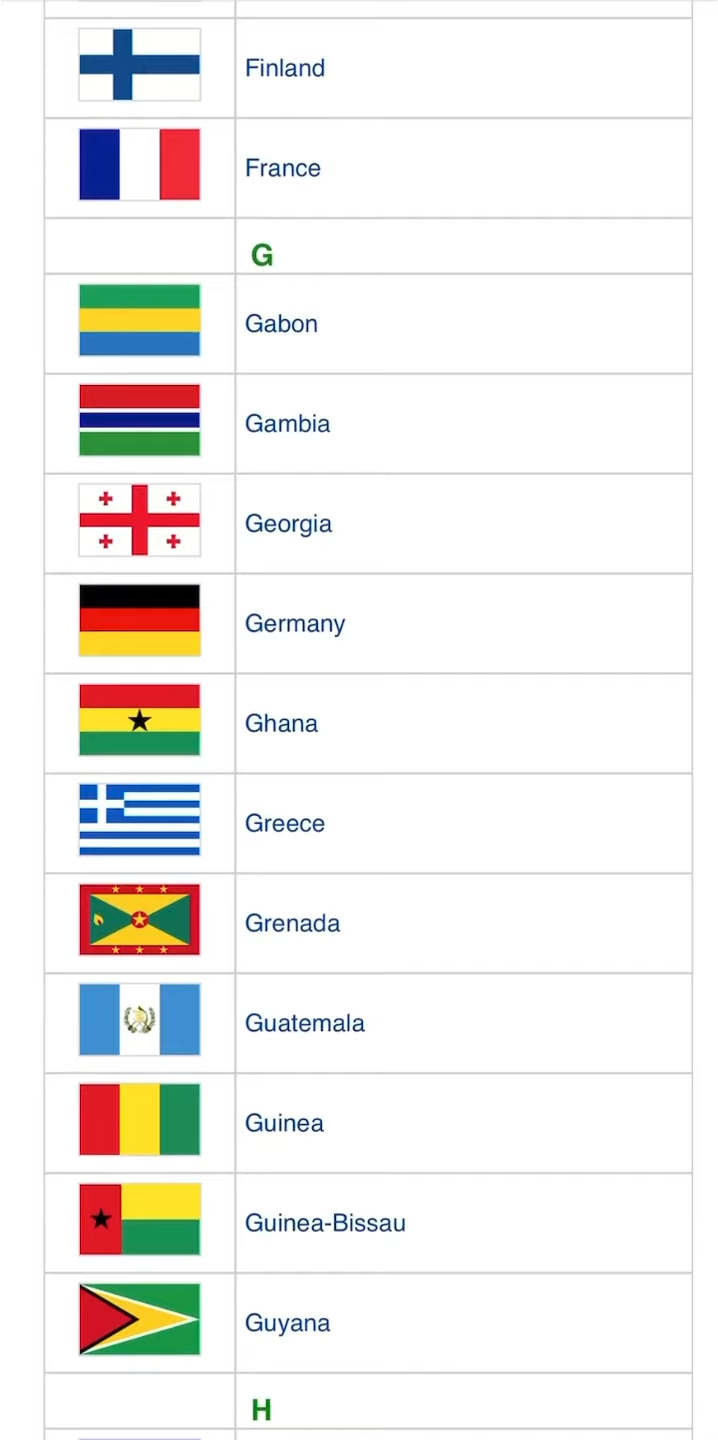 Finland
France
G
Gabon
Gambia
Georgia
Germany
Ghana
Greece
Grenada
Guatemala
Guinea
Guinea-Bissau
Guyana
H